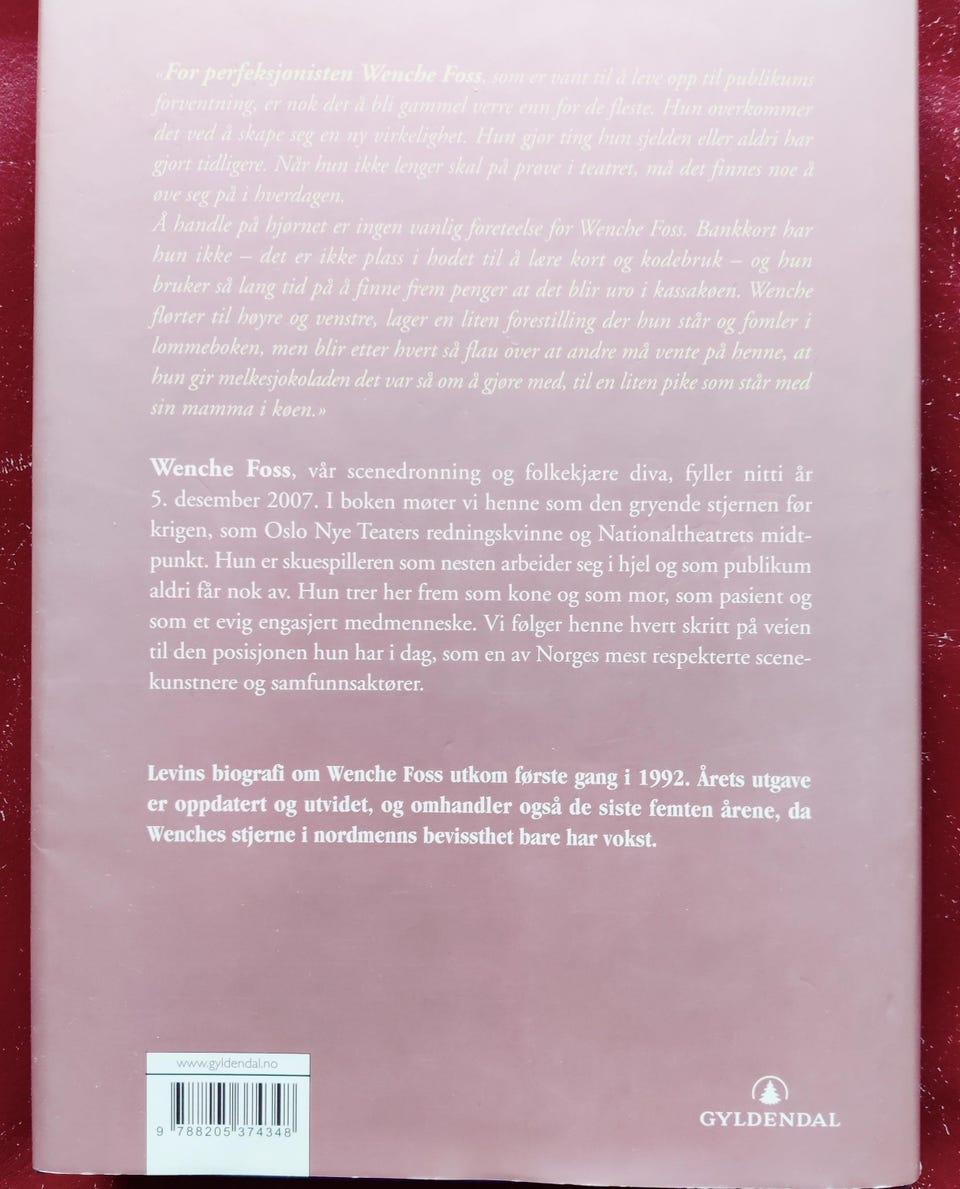 «For perfeksjonisten Wenche Foss, som er vant til å leve opp til publikums
forventning, er nok det å bli gammel verre enn for de fleste. Hun overkommer
det ved å skape seg en ny virkelighet. Hun gjør ting hun sjelden eller aldri har
gjort tidligere. Når hun ikke lenger skal på prøve i teatret, må det finnes noe å
øve seg på i hverdagen.
Å handle på hjørnet er ingen vanlig foreteelse for Wenche Foss. Bankkort har
hun ikke – det er ikke plass i hodet til å lære kort og kodebruk – og hun
bruker så lang tid på å finne frem penger at det blir uro i kassakøen. Wenche
flørter til høyre og venstre, lager en liten forestilling der hun står og fomler i
lommeboken, men blir etter hvert så flau over at andre må vente på henne, at
hun gir melkesjokoladen det var så om å gjøre med, til en liten pike som står med
sin mamma i køen.»
Wenche Foss, vår scenedronning og folkekjære diva, fyller nitti år
5. desember 2007. I boken møter vi henne som den gryende stjernen før
krigen, som Oslo Nye Teaters redningskvinne og Nationaltheatrets midt-
punkt. Hun er skuespilleren som nesten arbeider seg i hjel og som publikum
aldri får nok av. Hun trer her frem som kone og som mor, som pasient og
som et evig engasjert medmenneske. Vi følger henne hvert skritt på veien
til den posisjonen hun har i dag, som en av Norges mest respekterte scene-
kunstnere og samfunnsaktører.
Levins biografi om Wenche Foss utkom første gang i 1992. Årets utgave
er oppdatert og utvidet, og omhandler også de siste femten årene, da
Wenches stjerne i nordmenns bevissthet bare har vokst.
www.gyldendal.no
9 788205 374348
GYLDENDAL